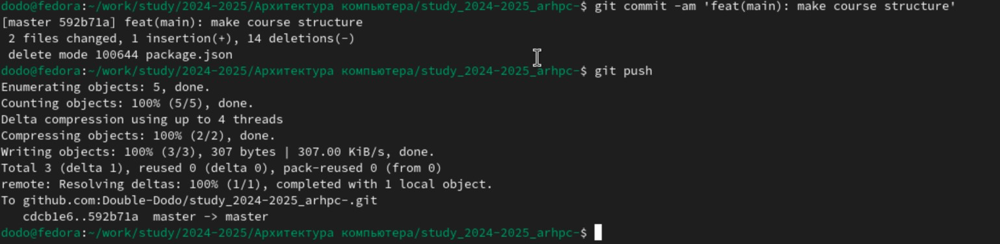 dodo@fedora:~/work/study/2024-2025/Архитектура компьютера/study_2024-2025_arhpc-$ git commit -am 'feat(main): make course structure'
[master 592b71a] feat(main): make course structure
 2 files changed, 1 insertion(+), 14 deletions(-)
 delete mode 100644 package.json
dodo@fedora:~/work/study/2024-2025/Архитектура компьютера/study_2024-2025_arhpc-$ git push
Enumerating objects: 5, done.
Counting objects: 100% (5/5), done.
Delta compression using up to 4 threads
Compressing objects: 100% (2/2), done.
Writing objects: 100% (3/3), 307 bytes | 307.00 KiB/s, done.
Total 3 (delta 1), reused 0 (delta 0), pack-reused 0 (from 0)
remote: Resolving deltas: 100% (1/1), completed with 1 local object.
To github.com:Double-Dodo/study_2024-2025_arhpc-.git
   cdcb1e6..592b71a  master -> master
dodo@fedora:~/work/study/2024-2025/Архитектура компьютера/study_2024-2025_arhpc-$